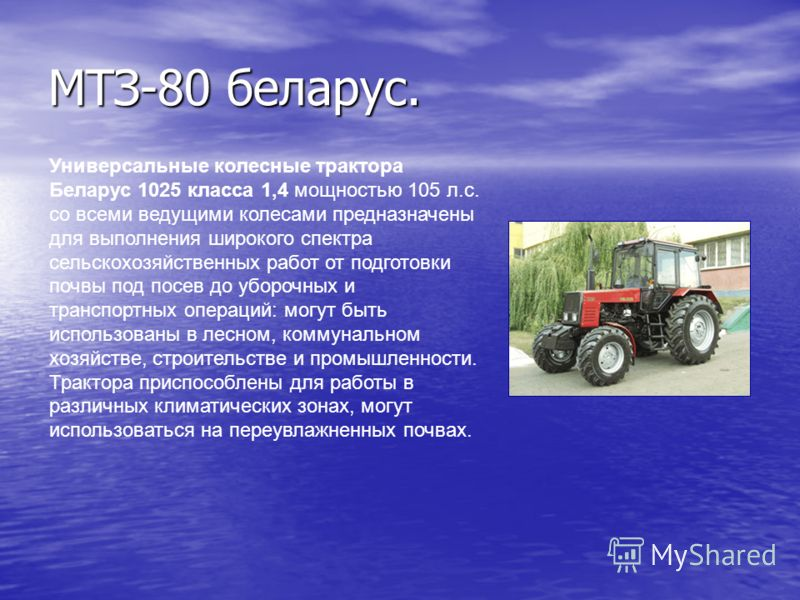 МТЗ-80 беларус.
Универсальные колесные трактора
Беларус 1025 класса 1,4 мощностью 105 л.с.
со всеми ведущими колесами предназначены
для выполнения широкого спектра
сельскохозяйственных работ от подготовки
почвы под посев до уборочных и
транспортных операций: могут быть
использованы в лесном, коммунальном
хозяйстве, строительстве и промышленности.
Трактора приспособлены для работы в
различных климатических зонах, могут
использоваться на переувлажненных почвах.
MyShared